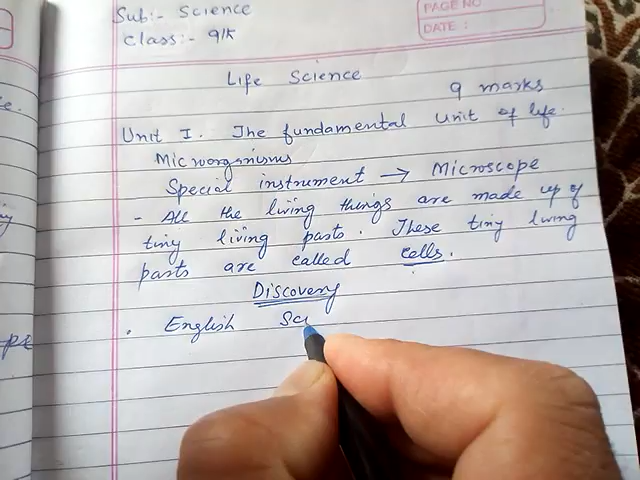 PAGE NO
DATE :
Sub:- Science
Class:- 9th
Life Science
9 marks
Unit I. The fundamental unit of life.
Microorganisms
Special instrument → Microscope
- All the living things are made up of
tiny living parts. These tiny living
parts are called cells.
Discovery
. English Sci